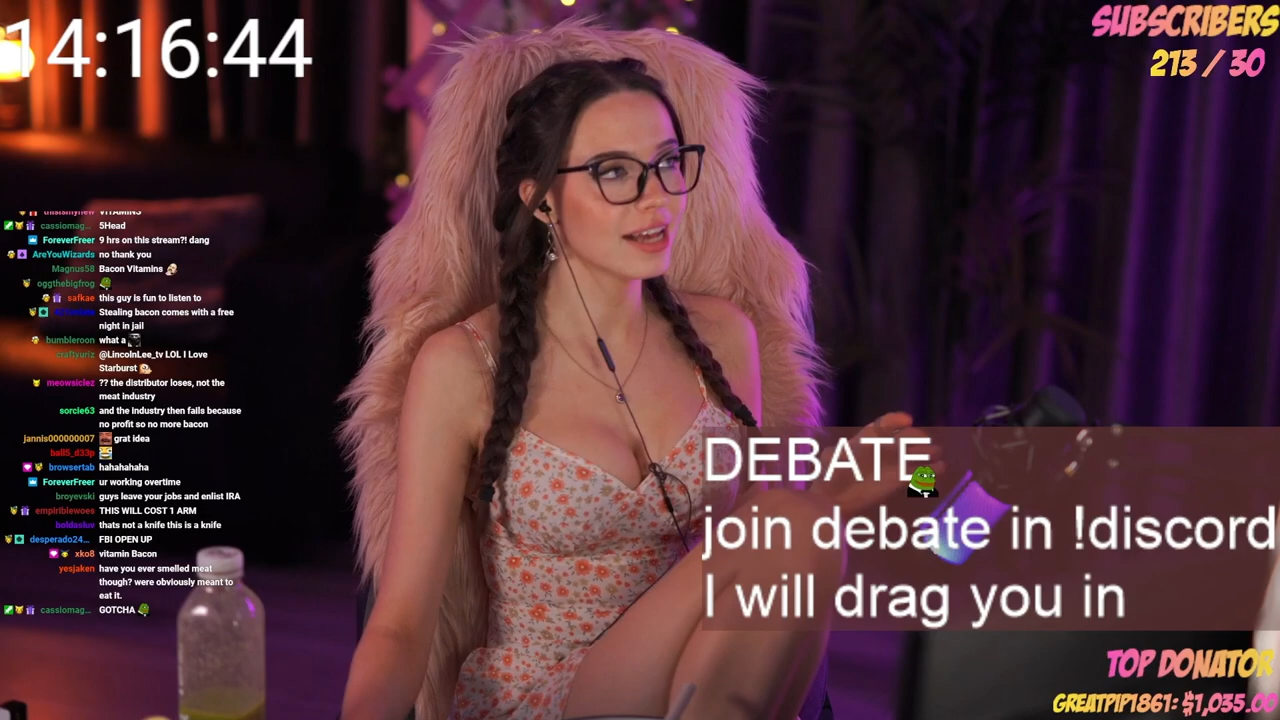 14:16:44
SUBSCRIBERS
213 / 30
VITAMINS
cassiomag... 5Head
ForeverFreer 9 hrs on this stream?! dang
AreYouWizards no thank you
Magnus58 Bacon Vitamins
oggthebigfrog
safkae this guy is fun to listen to
Stealing bacon comes with a free
night in jail
bumbleroon what a
craftvuriz @LincolnLee_tv LOL I Love
Starburst
meowsiclez ?? the distributor loses, not the
meat industry
sorcie63 and the industry then fails because
no profit so no more bacon
jannis000000007 grat idea
ball5_d33p
browsertab hahahahaha
ForeverFreer ur working overtime
broyevski guys leave your jobs and enlist IRA
empiriblewoes THIS WILL COST 1 ARM
boldasluv thats not a knife this is a knife
desperado24... FBI OPEN UP
xko8 vitamin Bacon
yesjaken have you ever smelled meat
though? were obviously meant to
eat it.
cassiomag... GOTCHA
DEBATE
join debate in !discord
I will drag you in
TOP DONATOR
GREATPIP1861: $1,035.00